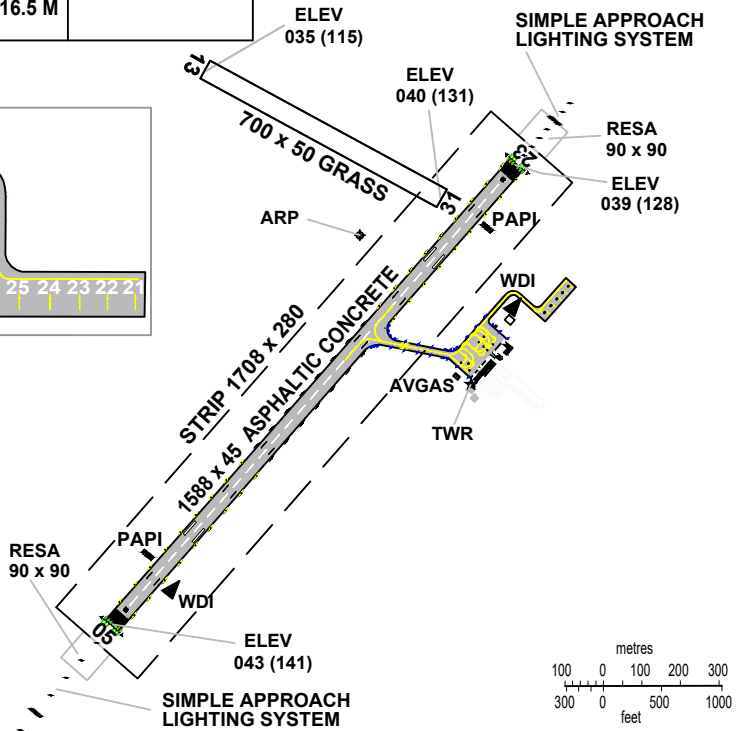 16.5 M
ELEV
035 (115)
SIMPLE APPROACH
LIGHTING SYSTEM
13
ELEV
040 (131)
700 x 50 GRASS
RESA
90 x 90
23
ELEV
039 (128)
31
ARP
PAPI
WDI
25 24 23 22 21
STRIP 1708 x 280
1588 x 45 ASPHALTIC CONCRETE
AVGAS
TWR
PAPI
RESA
90 x 90
WDI
05
ELEV
043 (141)
SIMPLE APPROACH
LIGHTING SYSTEM
metres
100 0 100 200 300
300 0 500 1000
feet